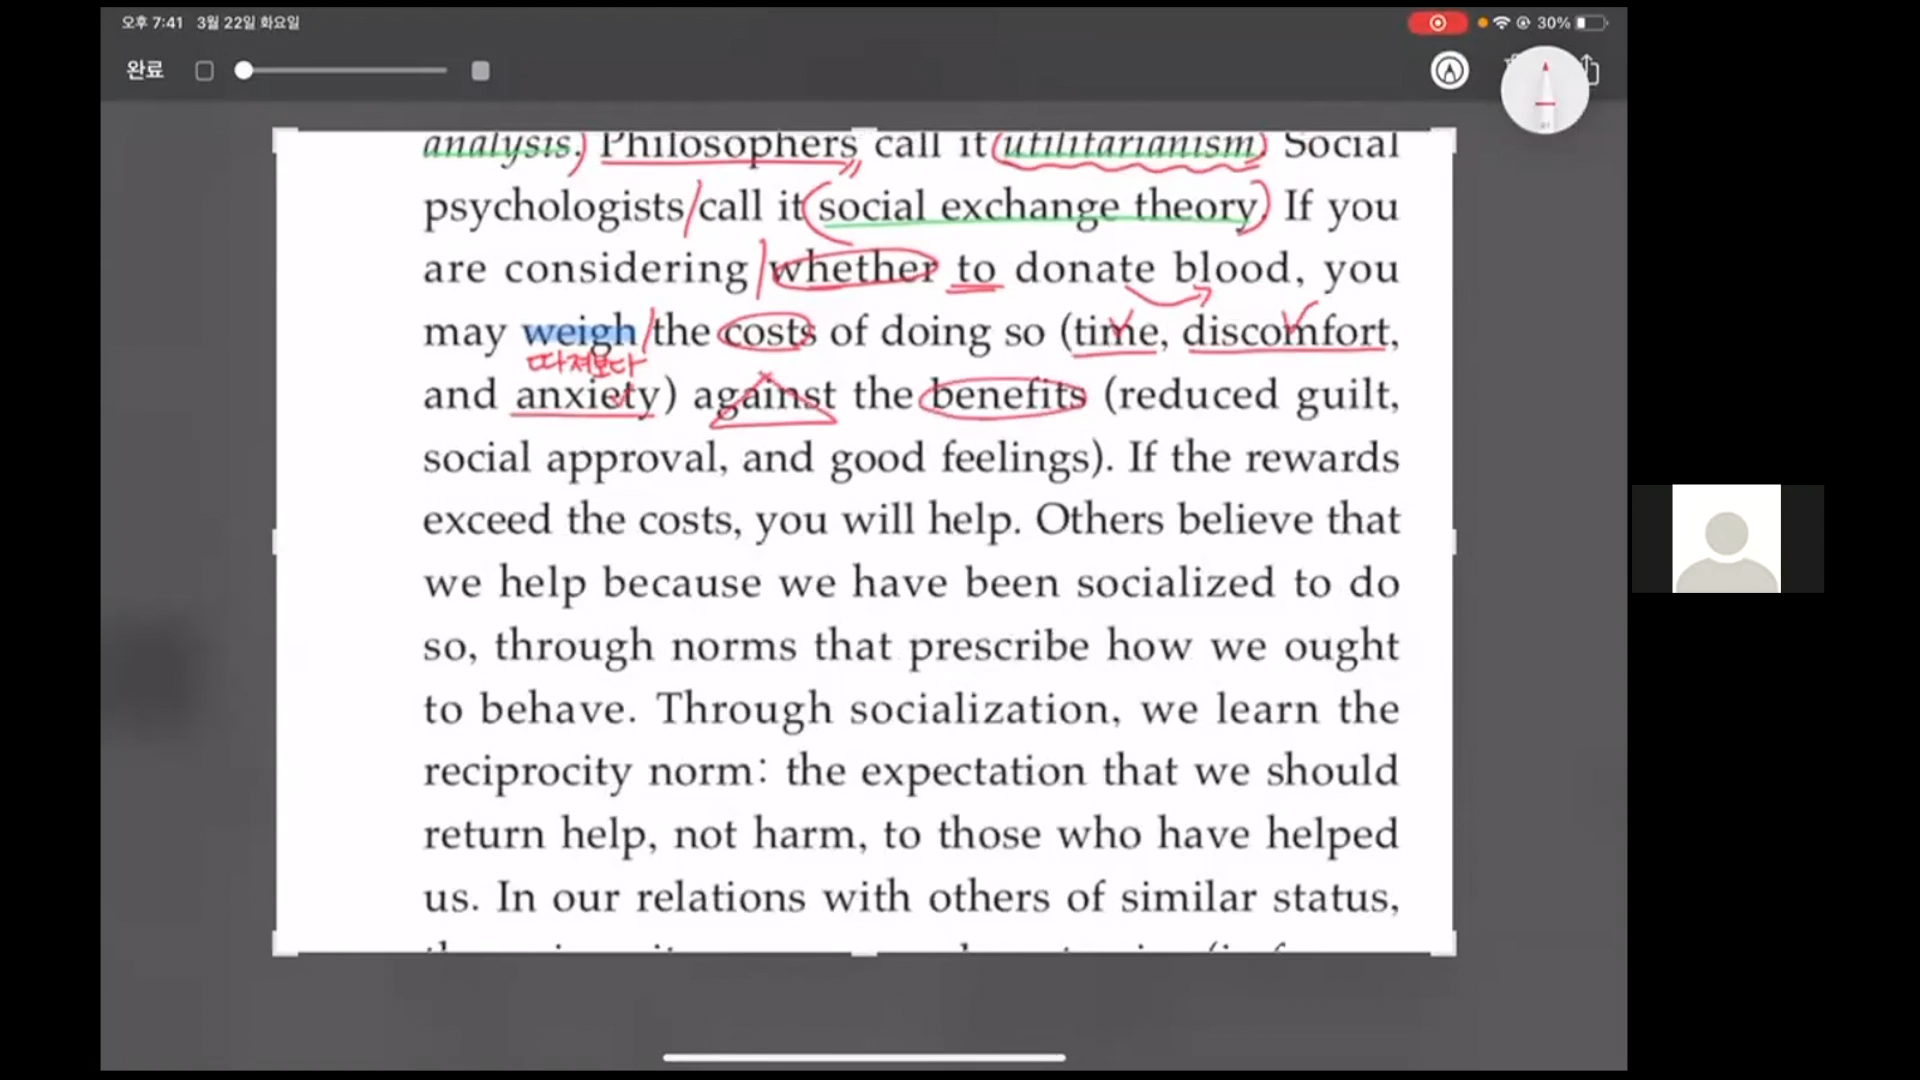 오후 7:41 3월 22일 화요일
30%
완료
analysis. Philosophers call it utilitarianism. Social
psychologists call it social exchange theory. If you
are considering whether to donate blood, you
may weigh the costs of doing so (time, discomfort,
따져보다
and anxiety) against the benefits (reduced guilt,
social approval, and good feelings). If the rewards
exceed the costs, you will help. Others believe that
we help because we have been socialized to do
so, through norms that prescribe how we ought
to behave. Through socialization, we learn the
reciprocity norm: the expectation that we should
return help, not harm, to those who have helped
us. In our relations with others of similar status,